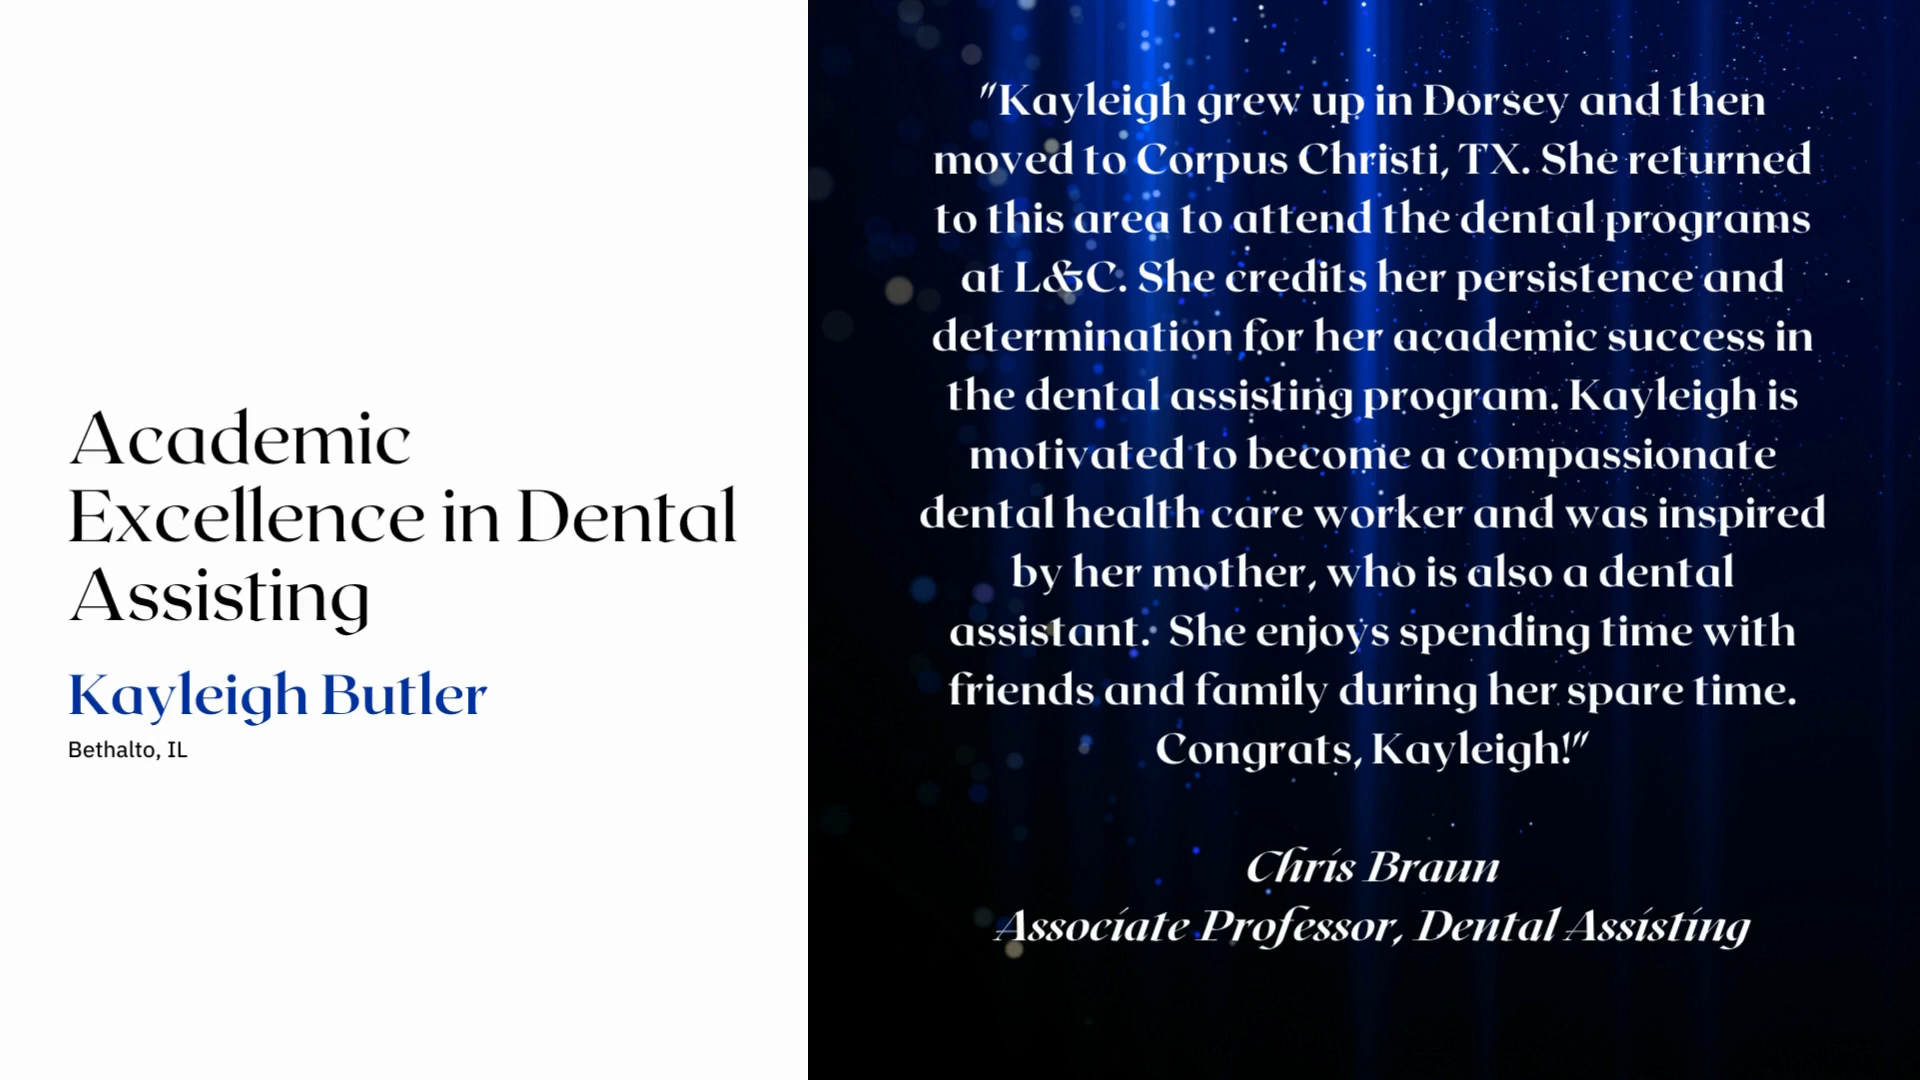 Academic
Excellence in Dental
Assisting
Kayleigh Butler
Bethalto, IL
"Kayleigh grew up in Dorsey and then
moved to Corpus Christi, TX. She returned
to this area to attend the dental programs
at L&C. She credits her persistence and
determination for her academic success in
the dental assisting program. Kayleigh is
motivated to become a compassionate
dental health care worker and was inspired
by her mother, who is also a dental
assistant.  She enjoys spending time with
friends and family during her spare time.
Congrats, Kayleigh!"
Chris Braun
Associate Professor, Dental Assisting